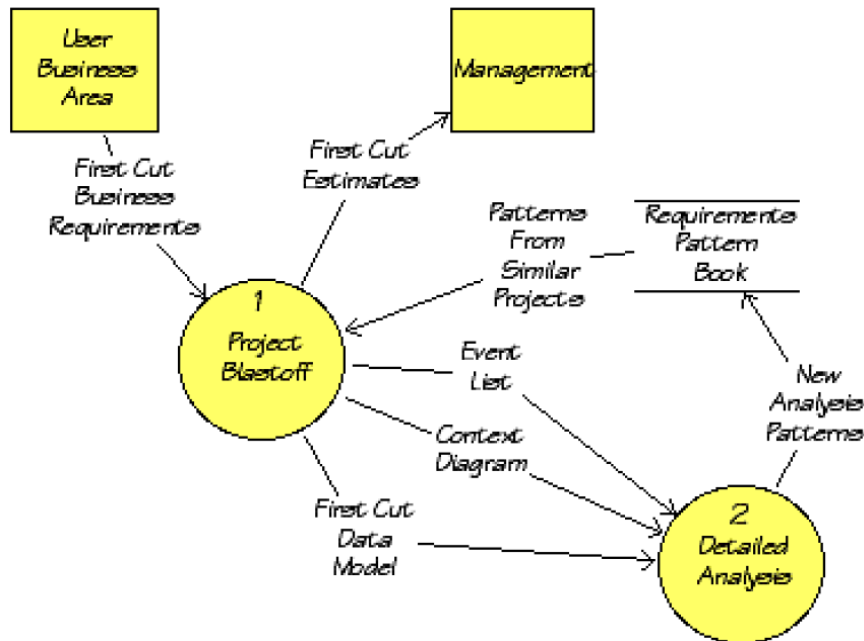 User
Business
Area
Management
First Cut
Business
Requirements
First Cut
Estimates
Patterns
From
Similar
Projects
Requirements
Pattern
Book
1
Project
Blastoff
Event
List
New
Analysis
Patterns
Context
Diagram
First Cut
Data
Model
2
Detailed
Analysis